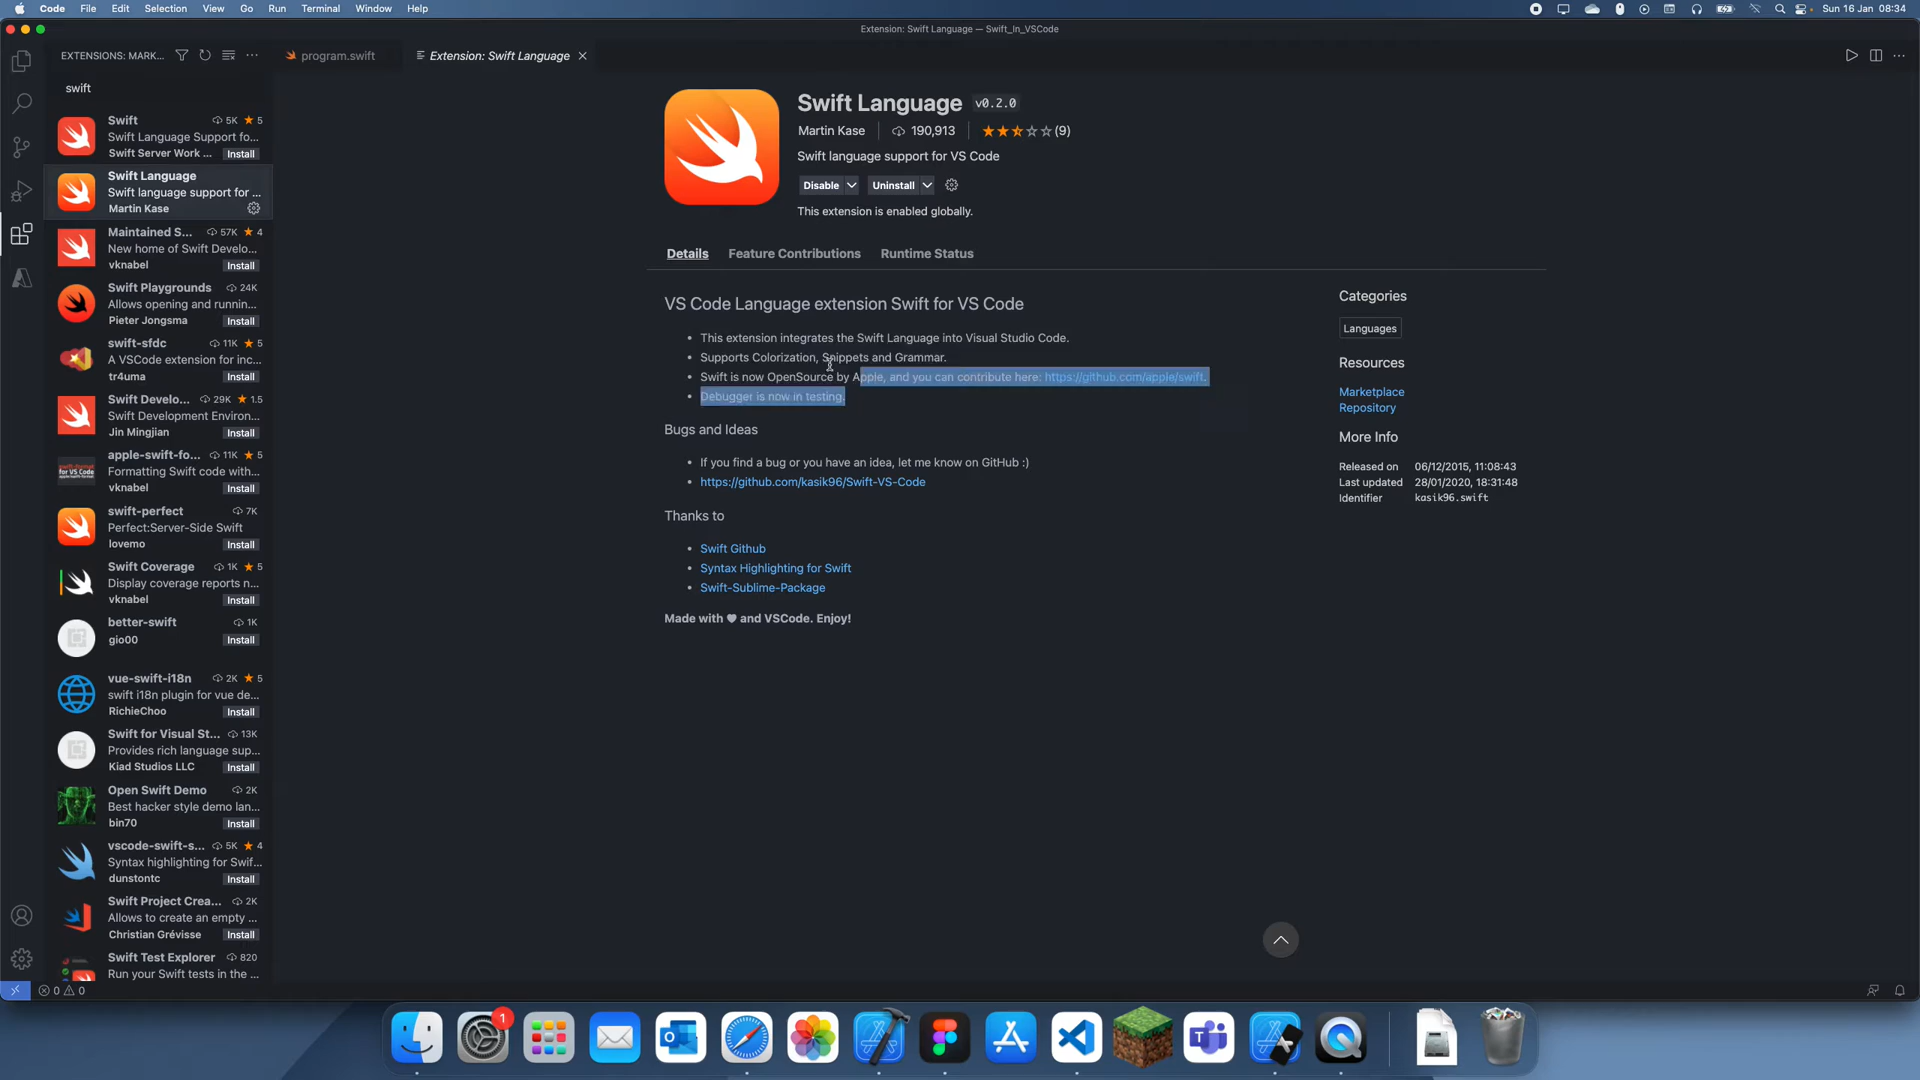 Code File Edit Selection View Go Run Terminal Window Help
Sun 16 Jan 08:34
Extension: Swift Language — Swift_In_VSCode
EXTENSIONS: MARK...
program.swift
Extension: Swift Language
swift
Swift 5K 5
Swift Language Support fo...
Swift Server Work ... Install
Swift Language
Swift language support for ...
Martin Kase
Maintained S... 57K 4
New home of Swift Develo...
vknabel Install
Swift Playgrounds 24K
Allows opening and runnin...
Pieter Jongsma Install
swift-sfdc 11K 5
A VSCode extension for inc...
tr4uma Install
Swift Develo... 29K 1.5
Swift Development Environ...
Jin Mingjian Install
apple-swift-fo... 11K 5
Formatting Swift code with...
vknabel Install
swift-perfect 7K
Perfect:Server-Side Swift
lovemo Install
Swift Coverage 1K 5
Display coverage reports n...
vknabel Install
better-swift 1K
gio00 Install
vue-swift-i18n 2K 5
swift i18n plugin for vue de...
RichieChoo Install
Swift for Visual St... 13K
Provides rich language sup...
Kiad Studios LLC Install
Open Swift Demo 2K
Best hacker style demo lan...
bin70 Install
vscode-swift-s... 5K 4
Syntax highlighting for Swif...
dunstontc Install
Swift Project Crea... 2K
Allows to create an empty ...
Christian Grévisse Install
Swift Test Explorer 820
Run your Swift tests in the ...
0 0
Swift Language v0.2.0
Martin Kase 190,913 (9)
Swift language support for VS Code
Disable Uninstall
This extension is enabled globally.
Details Feature Contributions Runtime Status
VS Code Language extension Swift for VS Code
• This extension integrates the Swift Language into Visual Studio Code.
• Supports Colorization, Snippets and Grammar.
• Swift is now OpenSource by Apple, and you can contribute here: https://github.com/apple/swift.
• Debugger is now in testing.
Bugs and Ideas
• If you find a bug or you have an idea, let me know on GitHub :)
• https://github.com/kasik96/Swift-VS-Code
Thanks to
• Swift Github
• Syntax Highlighting for Swift
• Swift-Sublime-Package
Made with ♥ and VSCode. Enjoy!
Categories
Languages
Resources
Marketplace
Repository
More Info
Released on 06/12/2015, 11:08:43
Last updated 28/01/2020, 18:31:48
Identifier kasik96.swift
1